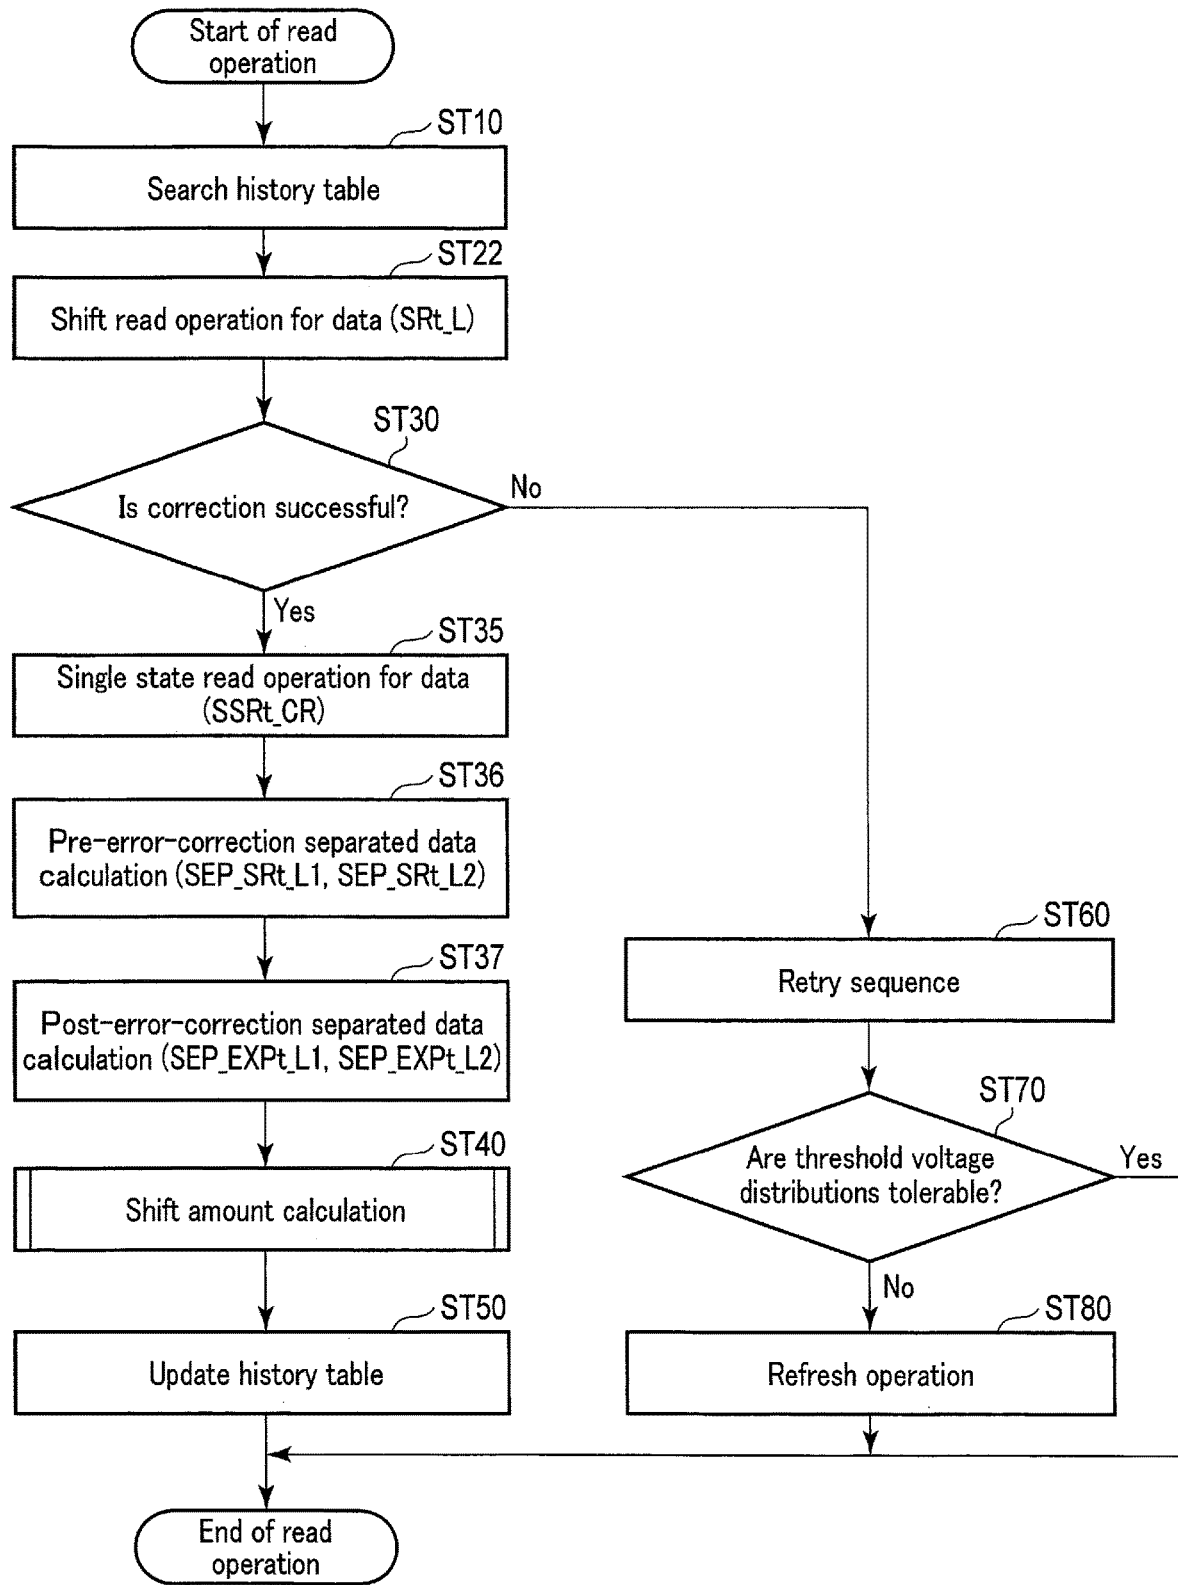 Start of read
operation
ST10
Search history table
ST22
Shift read operation for data (SRt_L)
ST30
Is correction successful?
No
Yes
ST35
Single state read operation for data
(SSRt_CR)
ST36
Pre-error-correction separated data
calculation (SEP_SRt_L1, SEP_SRt_L2)
ST37
Post-error-correction separated data
calculation (SEP_EXPt_L1, SEP_EXPt_L2)
ST40
Shift amount calculation
ST50
Update history table
ST60
Retry sequence
ST70
Are threshold voltage
distributions tolerable?
Yes
No
ST80
Refresh operation
End of read
operation